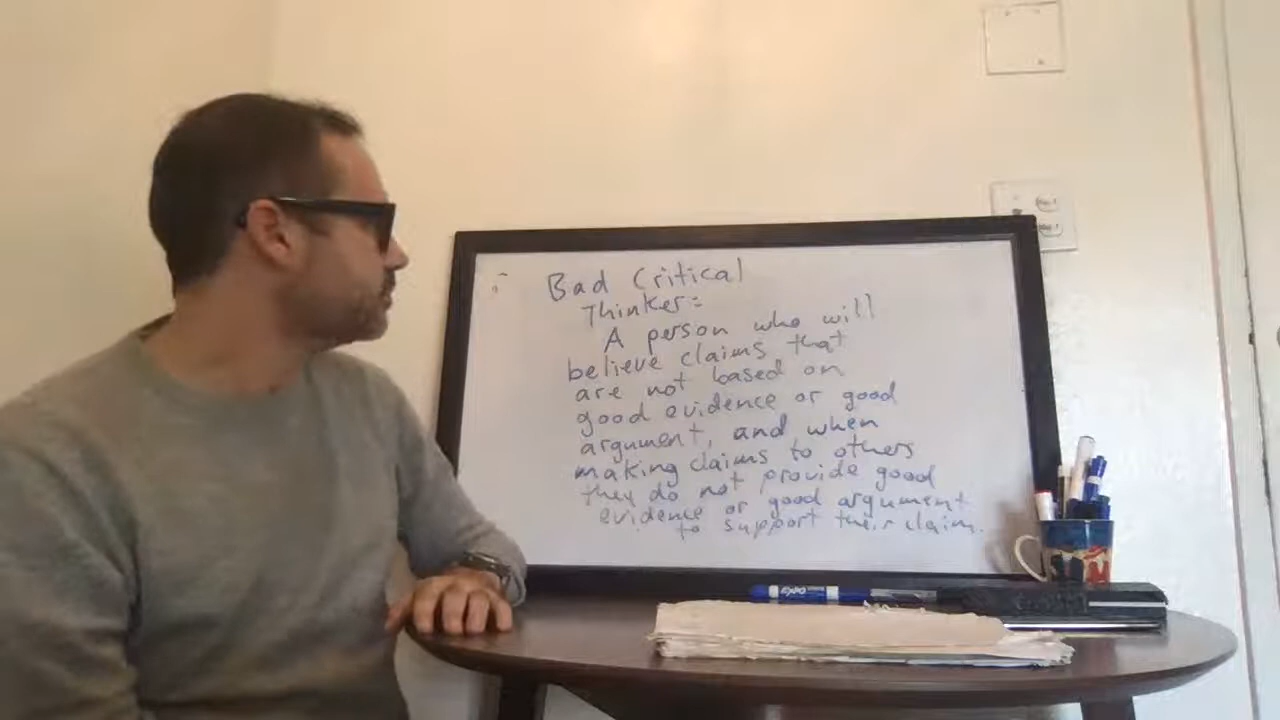 Bad Critical
Thinker:
A person who will
believe claims that
are not based on
good evidence or good
argument, and when
making claims to others
they do not provide good
evidence or good argument
to support their claim.
EXPO